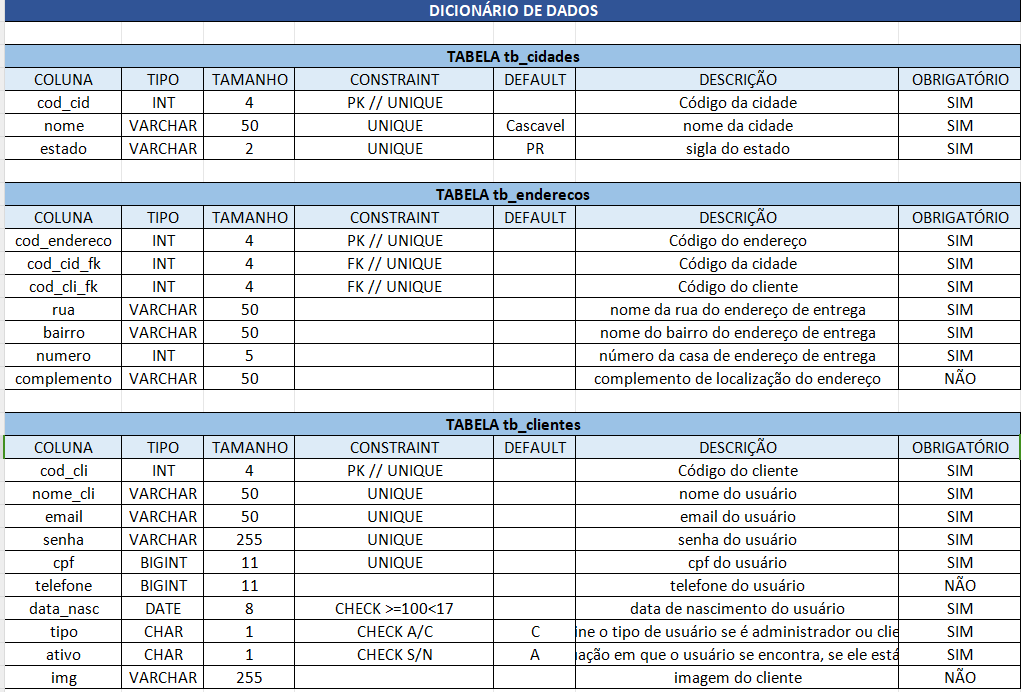 DICIONÁRIO DE DADOS
TABELA tb_cidades
COLUNA TIPO TAMANHO CONSTRAINT DEFAULT DESCRIÇÃO OBRIGATÓRIO
cod_cid INT 4 PK // UNIQUE Código da cidade SIM
nome VARCHAR 50 UNIQUE Cascavel nome da cidade SIM
estado VARCHAR 2 UNIQUE PR sigla do estado SIM
TABELA tb_enderecos
COLUNA TIPO TAMANHO CONSTRAINT DEFAULT DESCRIÇÃO OBRIGATÓRIO
cod_endereco INT 4 PK // UNIQUE Código do endereço SIM
cod_cid_fk INT 4 FK // UNIQUE Código da cidade SIM
cod_cli_fk INT 4 FK // UNIQUE Código do cliente SIM
rua VARCHAR 50 nome da rua do endereço de entrega SIM
bairro VARCHAR 50 nome do bairro do endereço de entrega SIM
numero INT 5 número da casa de endereço de entrega SIM
complemento VARCHAR 50 complemento de localização do endereço NÃO
TABELA tb_clientes
COLUNA TIPO TAMANHO CONSTRAINT DEFAULT DESCRIÇÃO OBRIGATÓRIO
cod_cli INT 4 PK // UNIQUE Código do cliente SIM
nome_cli VARCHAR 50 UNIQUE nome do usuário SIM
email VARCHAR 50 UNIQUE email do usuário SIM
senha VARCHAR 255 UNIQUE senha do usuário SIM
cpf BIGINT 11 UNIQUE cpf do usuário SIM
telefone BIGINT 11 telefone do usuário NÃO
data_nasc DATE 8 CHECK >=100<17 data de nascimento do usuário SIM
tipo CHAR 1 CHECK A/C C ine o tipo de usuário se é administrador ou clie SIM
ativo CHAR 1 CHECK S/N A ação em que o usuário se encontra, se ele está SIM
img VARCHAR 255 imagem do cliente NÃO